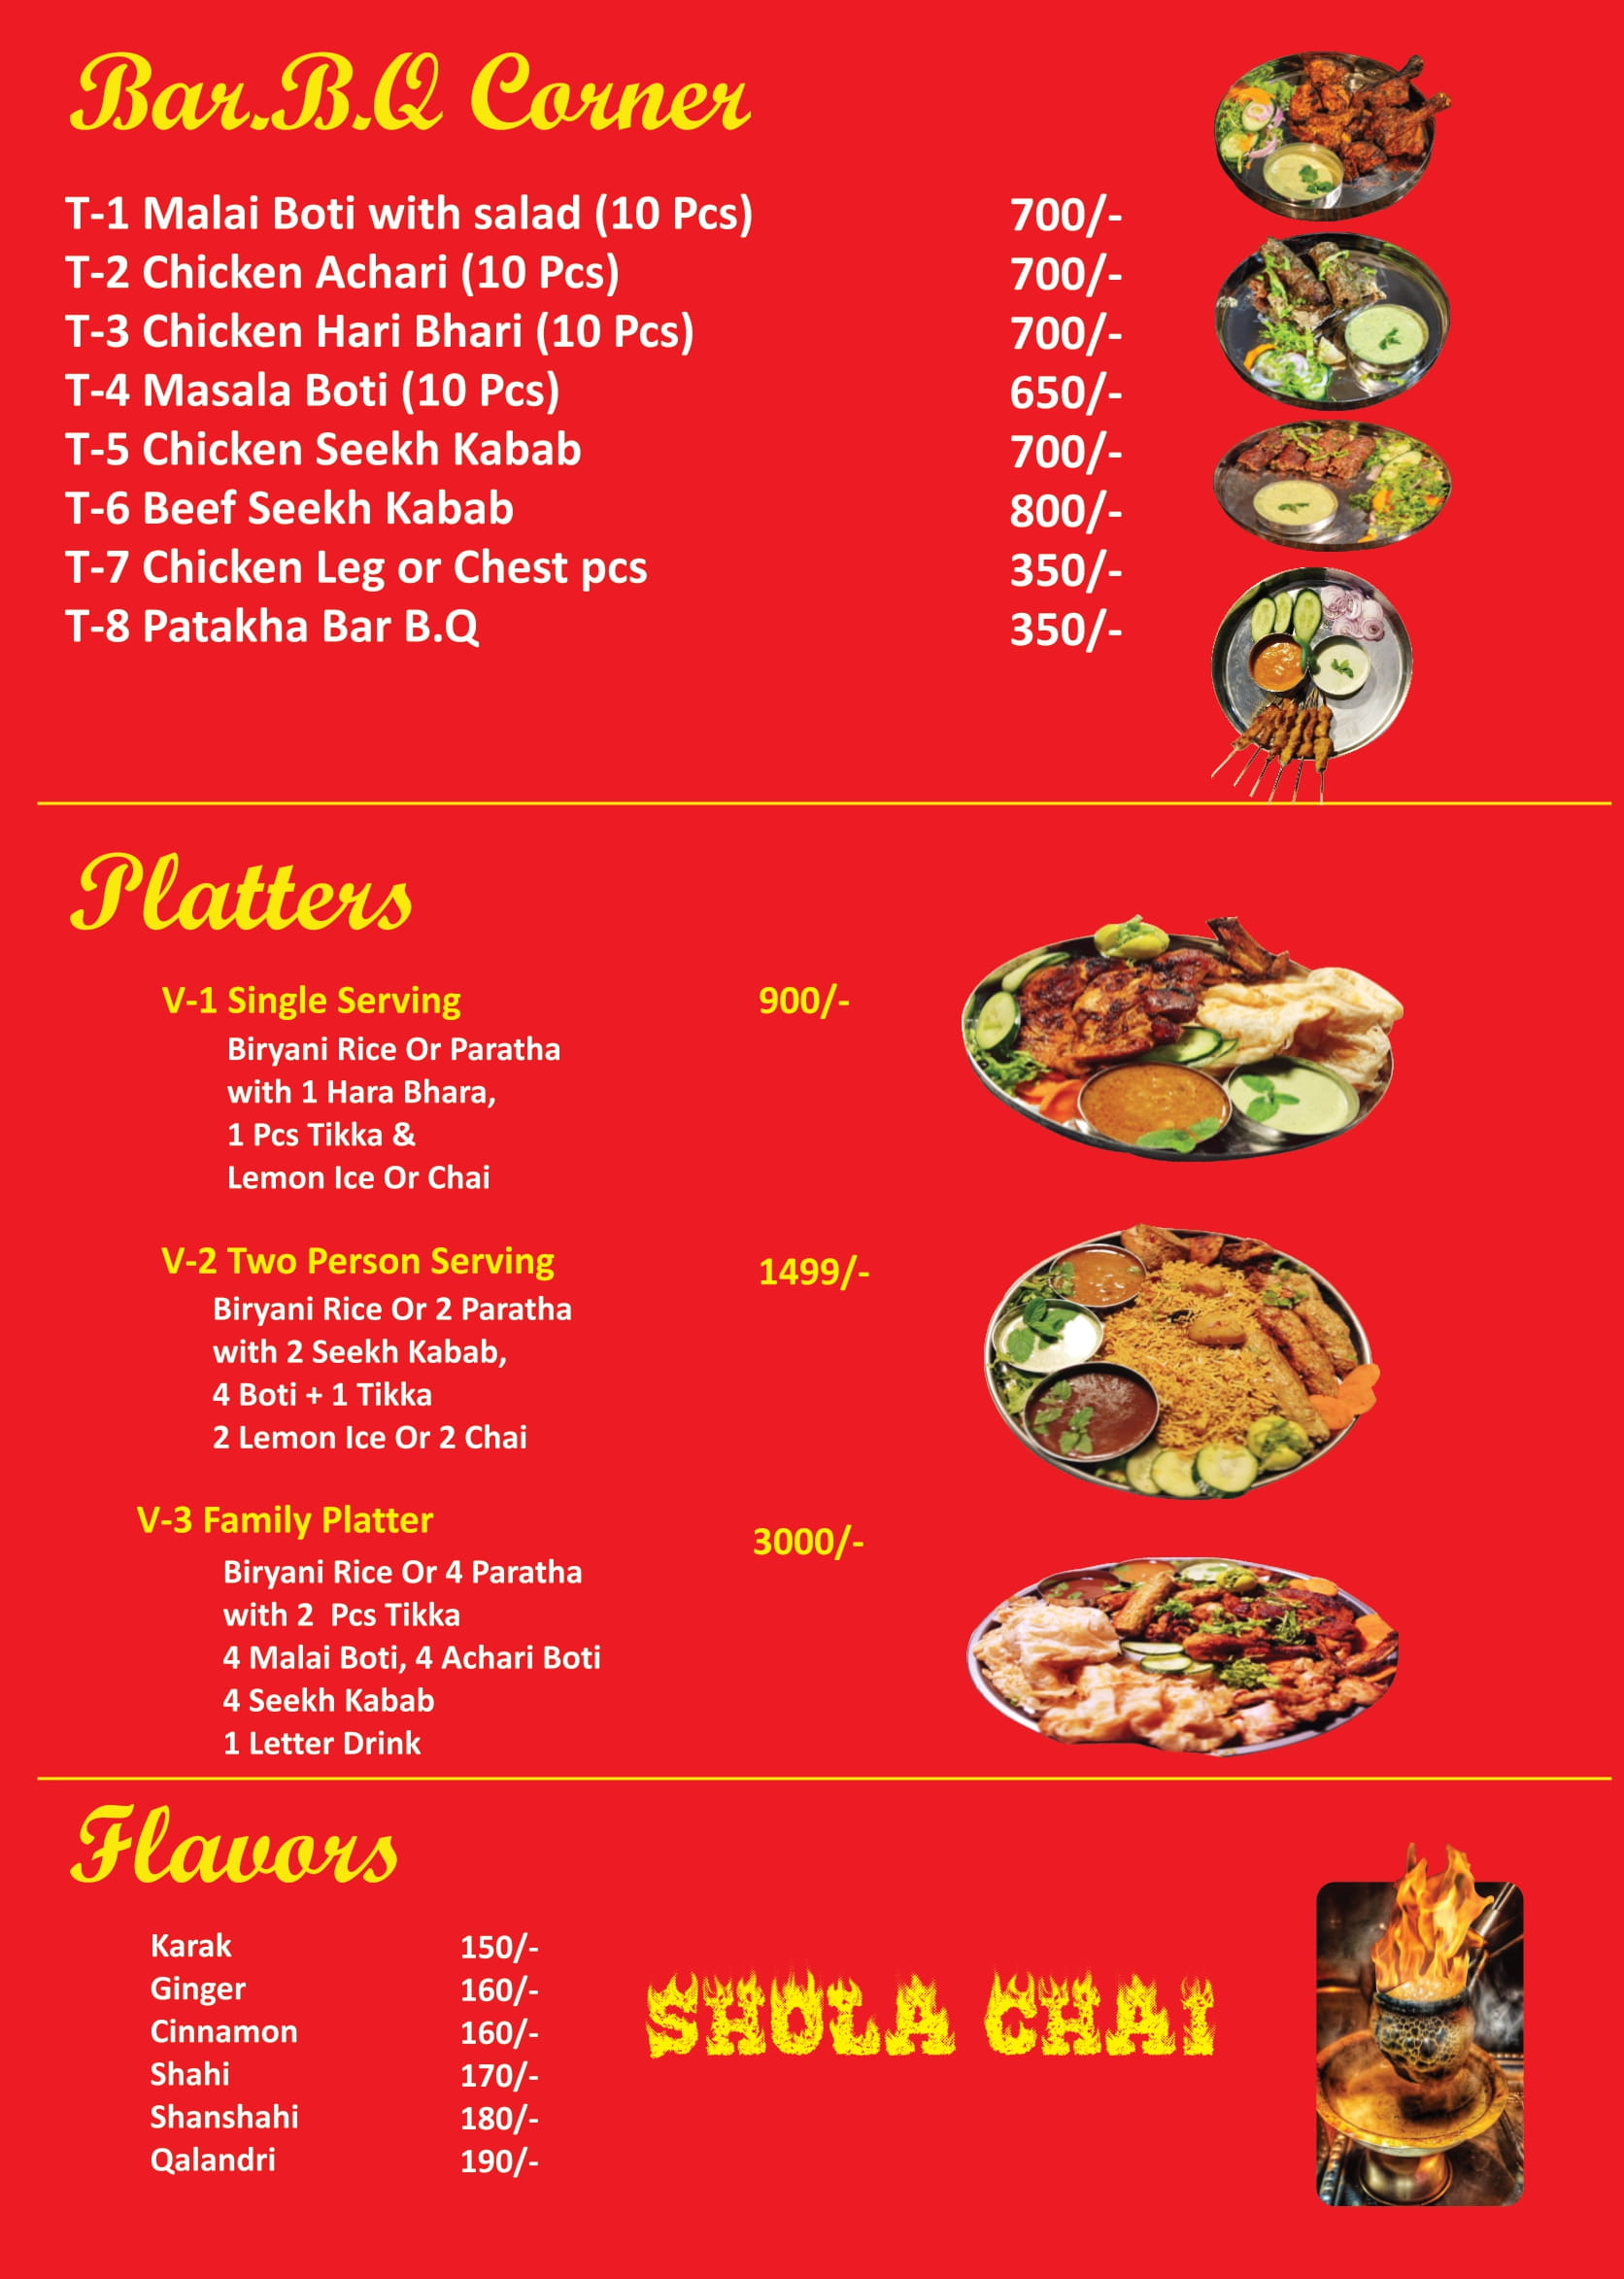 Bar.B.Q Corner
T-1 Malai Boti with salad (10 Pcs) 700/-
T-2 Chicken Achari (10 Pcs) 700/-
T-3 Chicken Hari Bhari (10 Pcs) 700/-
T-4 Masala Boti (10 Pcs) 650/-
T-5 Chicken Seekh Kabab 700/-
T-6 Beef Seekh Kabab 800/-
T-7 Chicken Leg or Chest pcs 350/-
T-8 Patakha Bar B.Q 350/-
Platters
V-1 Single Serving 900/-
Biryani Rice Or Paratha
with 1 Hara Bhara,
1 Pcs Tikka &
Lemon Ice Or Chai
V-2 Two Person Serving 1499/-
Biryani Rice Or 2 Paratha
with 2 Seekh Kabab,
4 Boti + 1 Tikka
2 Lemon Ice Or 2 Chai
V-3 Family Platter 3000/-
Biryani Rice Or 4 Paratha
with 2 Pcs Tikka
4 Malai Boti, 4 Achari Boti
4 Seekh Kabab
1 Letter Drink
Flavors
Karak 150/-
Ginger 160/-
Cinnamon 160/-
Shahi 170/-
Shanshahi 180/-
Qalandri 190/-
SHOLA CHAI